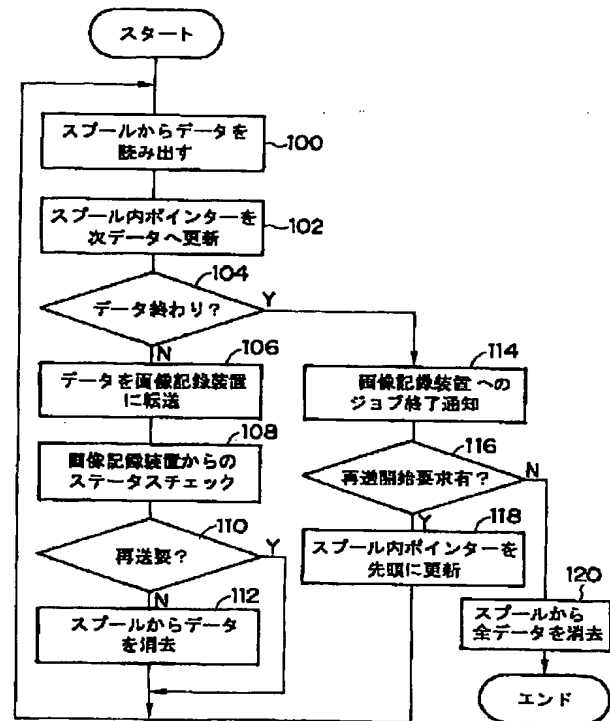 スタート
スプールからデータを
読み出す
100
スプール内ポインターを
次データへ更新
102
104
データ終わり?
Y
N
106
データを画像記録装置
に転送
108
画像記録装置からの
ステータスチェック
110
再送要?
Y
N
112
スプールからデータ
を消去
114
画像記録装置への
ジョブ終了通知
116
再送開始要求有?
N
Y
118
スプール内ポインターを
先頭に更新
120
スプールから
全データを消去
エンド